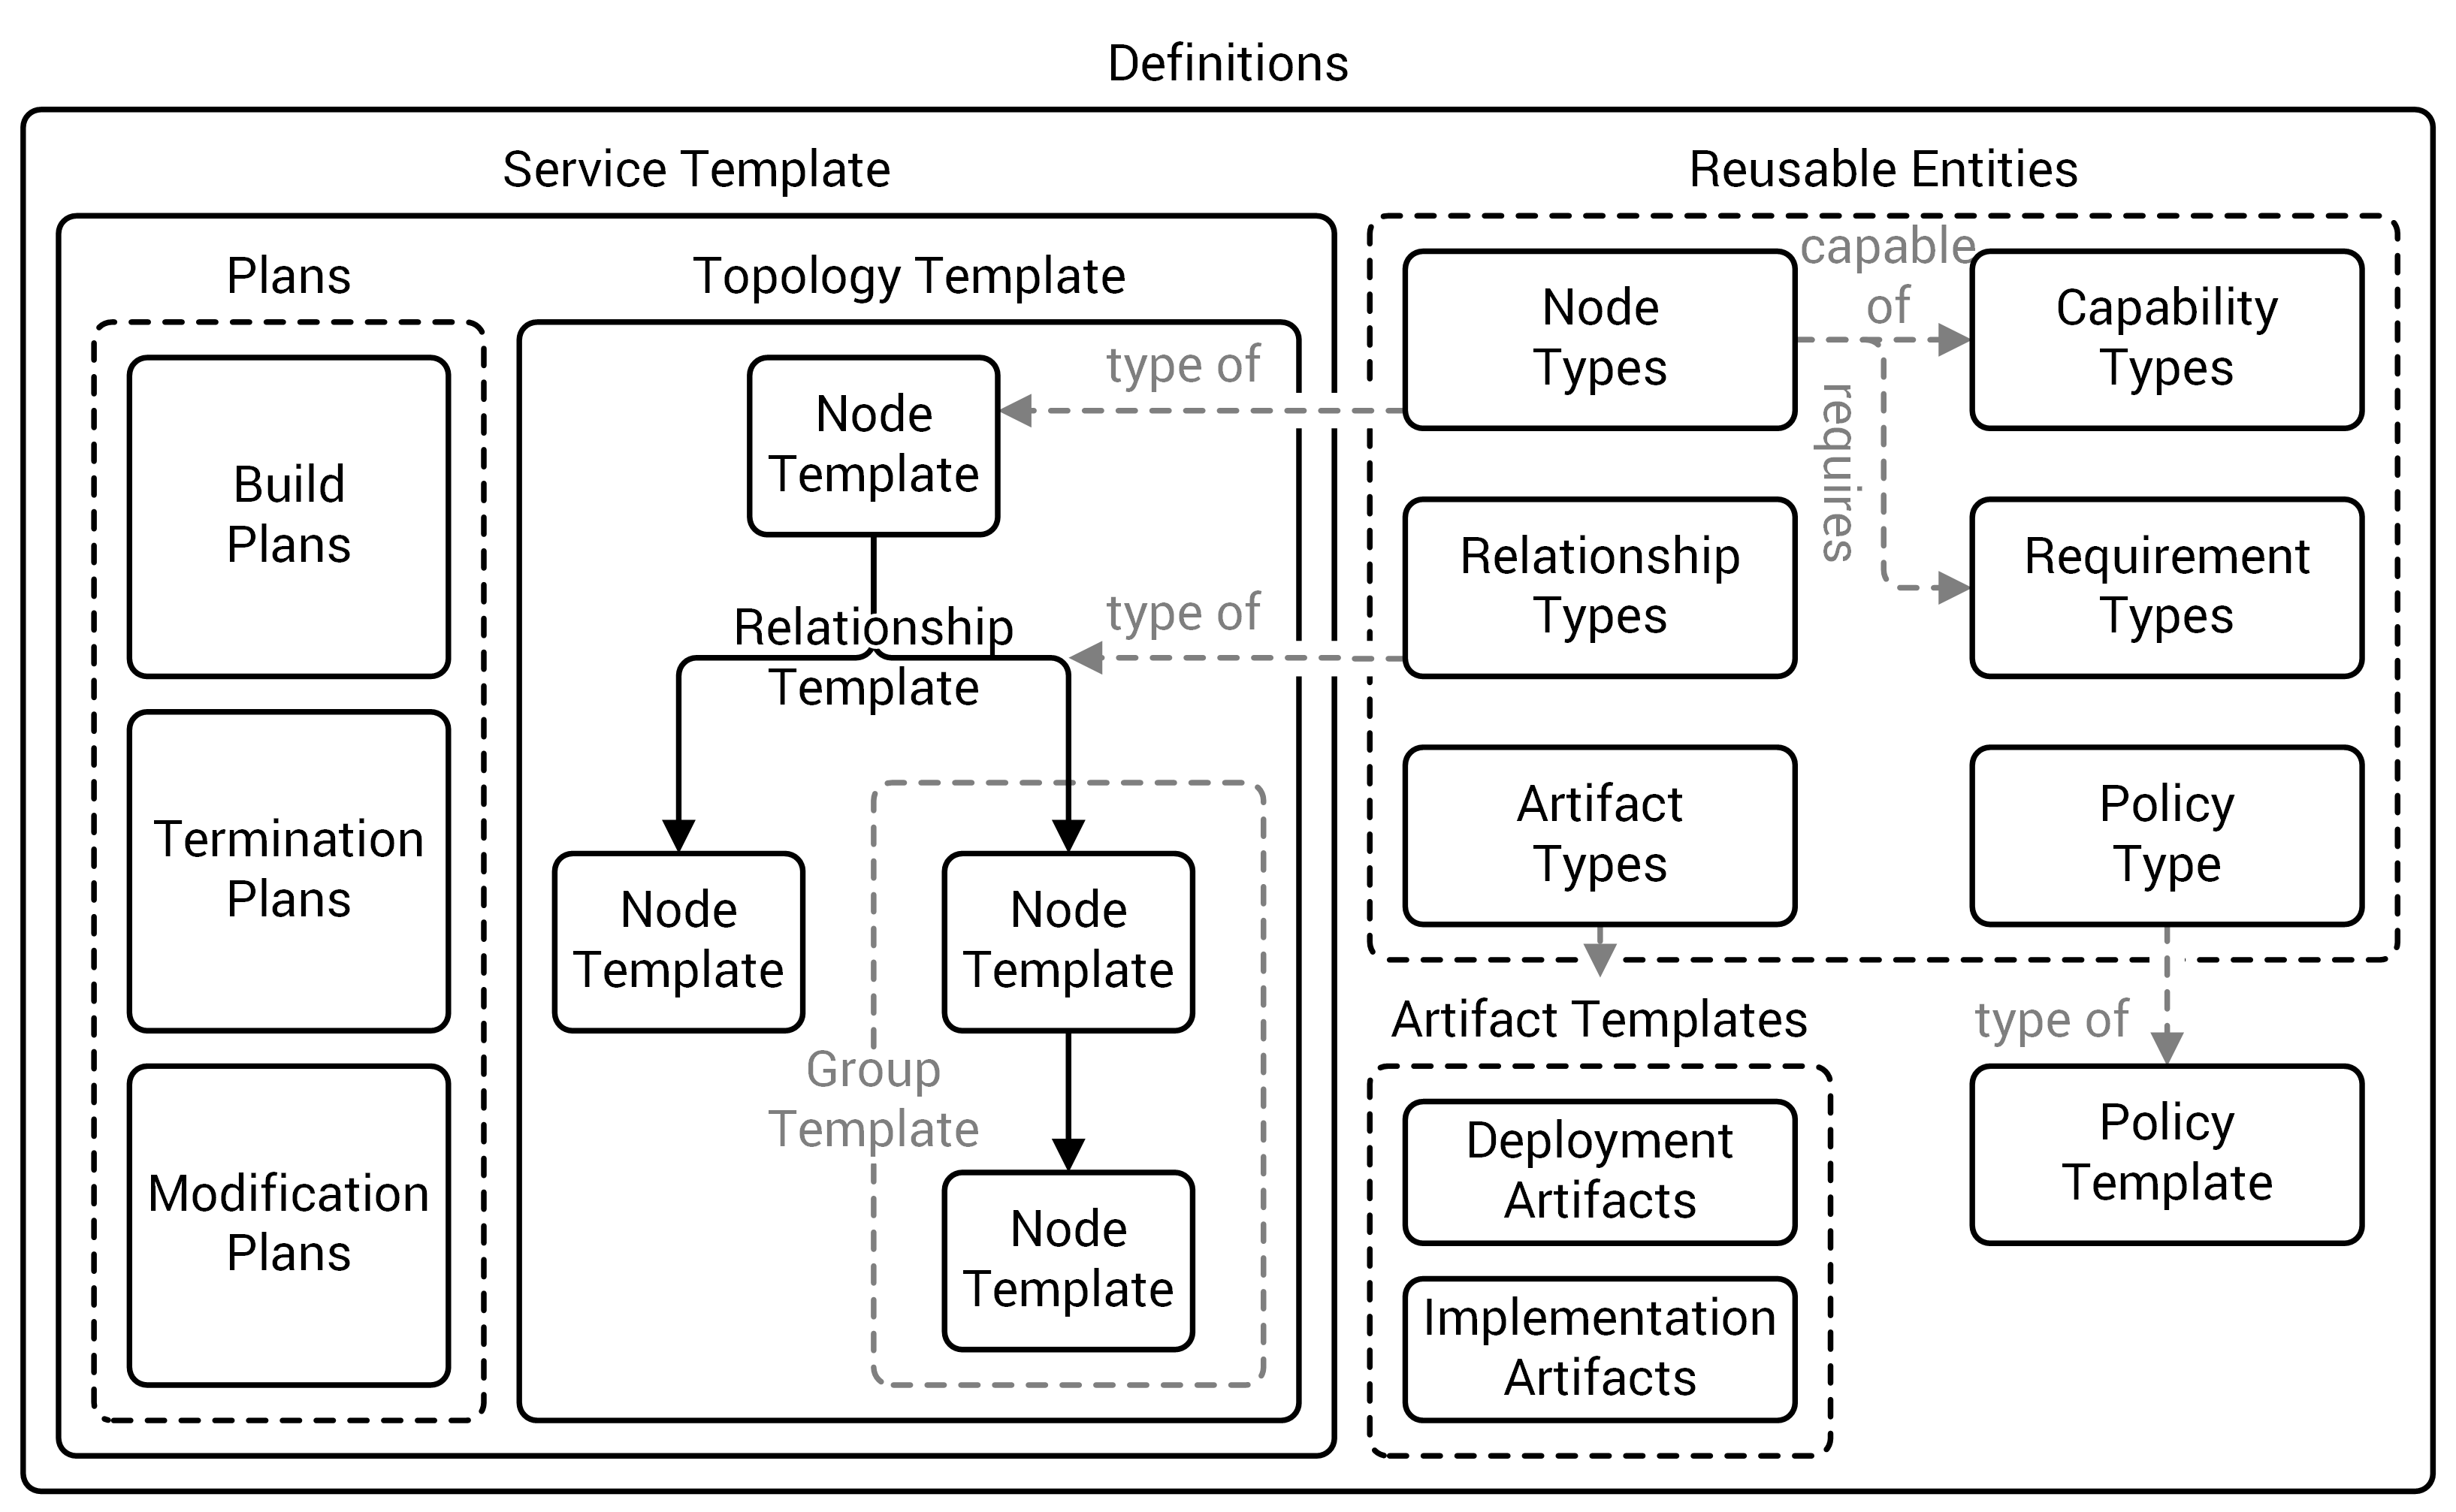 Definitions
Service Template
Plans
Build
Plans
Termination
Plans
Modification
Plans
Topology Template
Node
Template
type of
Relationship
Template
type of
Node
Template
Node
Template
Group
Template
Node
Template
Reusable Entities
Node
Types
capable
of
requires
Capability
Types
Relationship
Types
Requirement
Types
Artifact
Types
Policy
Type
Artifact Templates
type of
Deployment
Artifacts
Implementation
Artifacts
Policy
Template